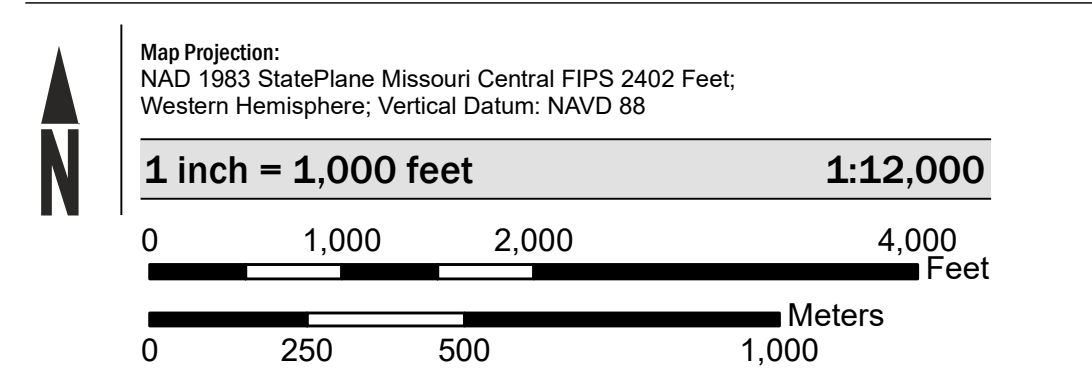 N
Map Projection:
NAD 1983 StatePlane Missouri Central FIPS 2402 Feet;
Western Hemisphere; Vertical Datum: NAVD 88
1 inch = 1,000 feet 1:12,000
0 1,000 2,000 4,000
Feet
Meters
0 250 500 1,000